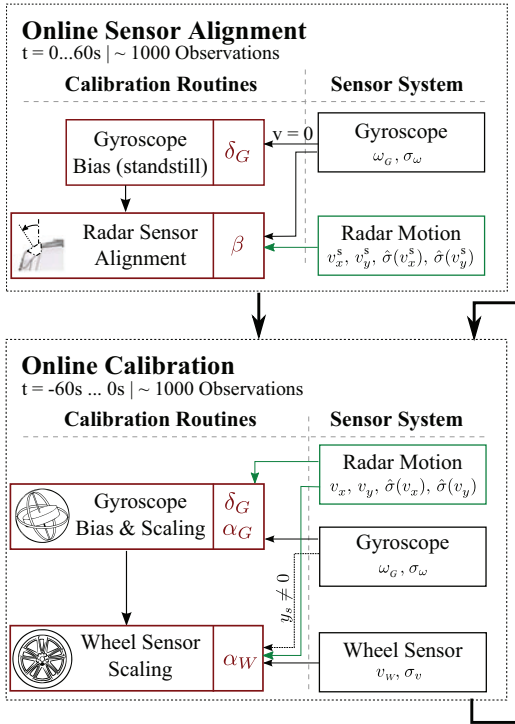 Online Sensor Alignment
t = 0...60s | ~ 1000 Observations
Calibration Routines
Sensor System
Gyroscope
Bias (standstill)
δ_G
v = 0
Gyroscope
ω_G, σ_ω
Radar Sensor
Alignment
β
Radar Motion
v_x^s, v_y^s, σ̂(v_x^s), σ̂(v_y^s)
Online Calibration
t = -60s ... 0s | ~ 1000 Observations
Calibration Routines
Sensor System
Radar Motion
v_x, v_y, σ̂(v_x), σ̂(v_y)
Gyroscope
Bias & Scaling
δ_G
α_G
Gyroscope
ω_G, σ_ω
y_s ≠ 0
Wheel Sensor
Scaling
α_W
Wheel Sensor
v_W, σ_v